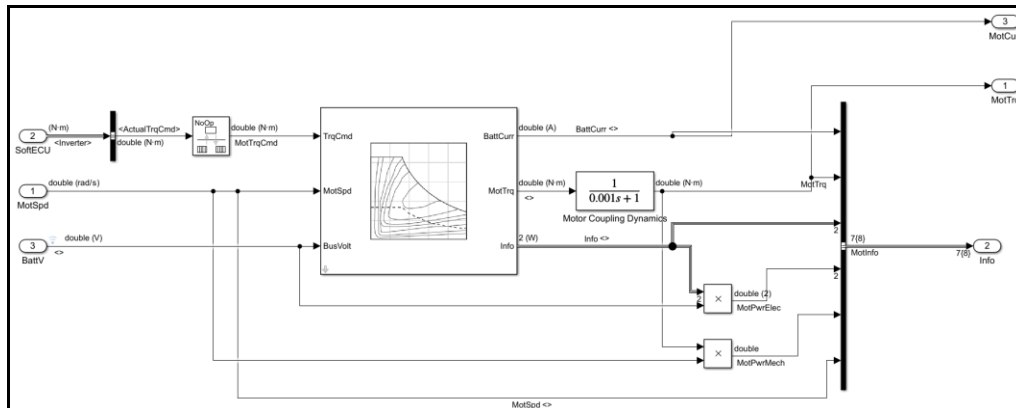 3
MotCu
1
MotTrq
(N·m)
2
SoftECU
<Inverter>
<ActualTrqCmd>
double (N·m)
NoOp
double (N·m)
MotTrqCmd
TrqCmd
MotSpd
BusVolt
BattCurr
MotTrq
Info
double (A)
BattCurr <>
double (N·m)
<>
1
0.001s + 1
Motor Coupling Dynamics
double (N·m)
MotTrq
double (rad/s)
1
MotSpd
double (V)
3
<>
BattV
2 (W)
Info <>
2
7{8}
MotInfo
7{8}
2
Info
2
2
×
double (2)
MotPwrElec
×
double
MotPwrMech
MotSpd <>